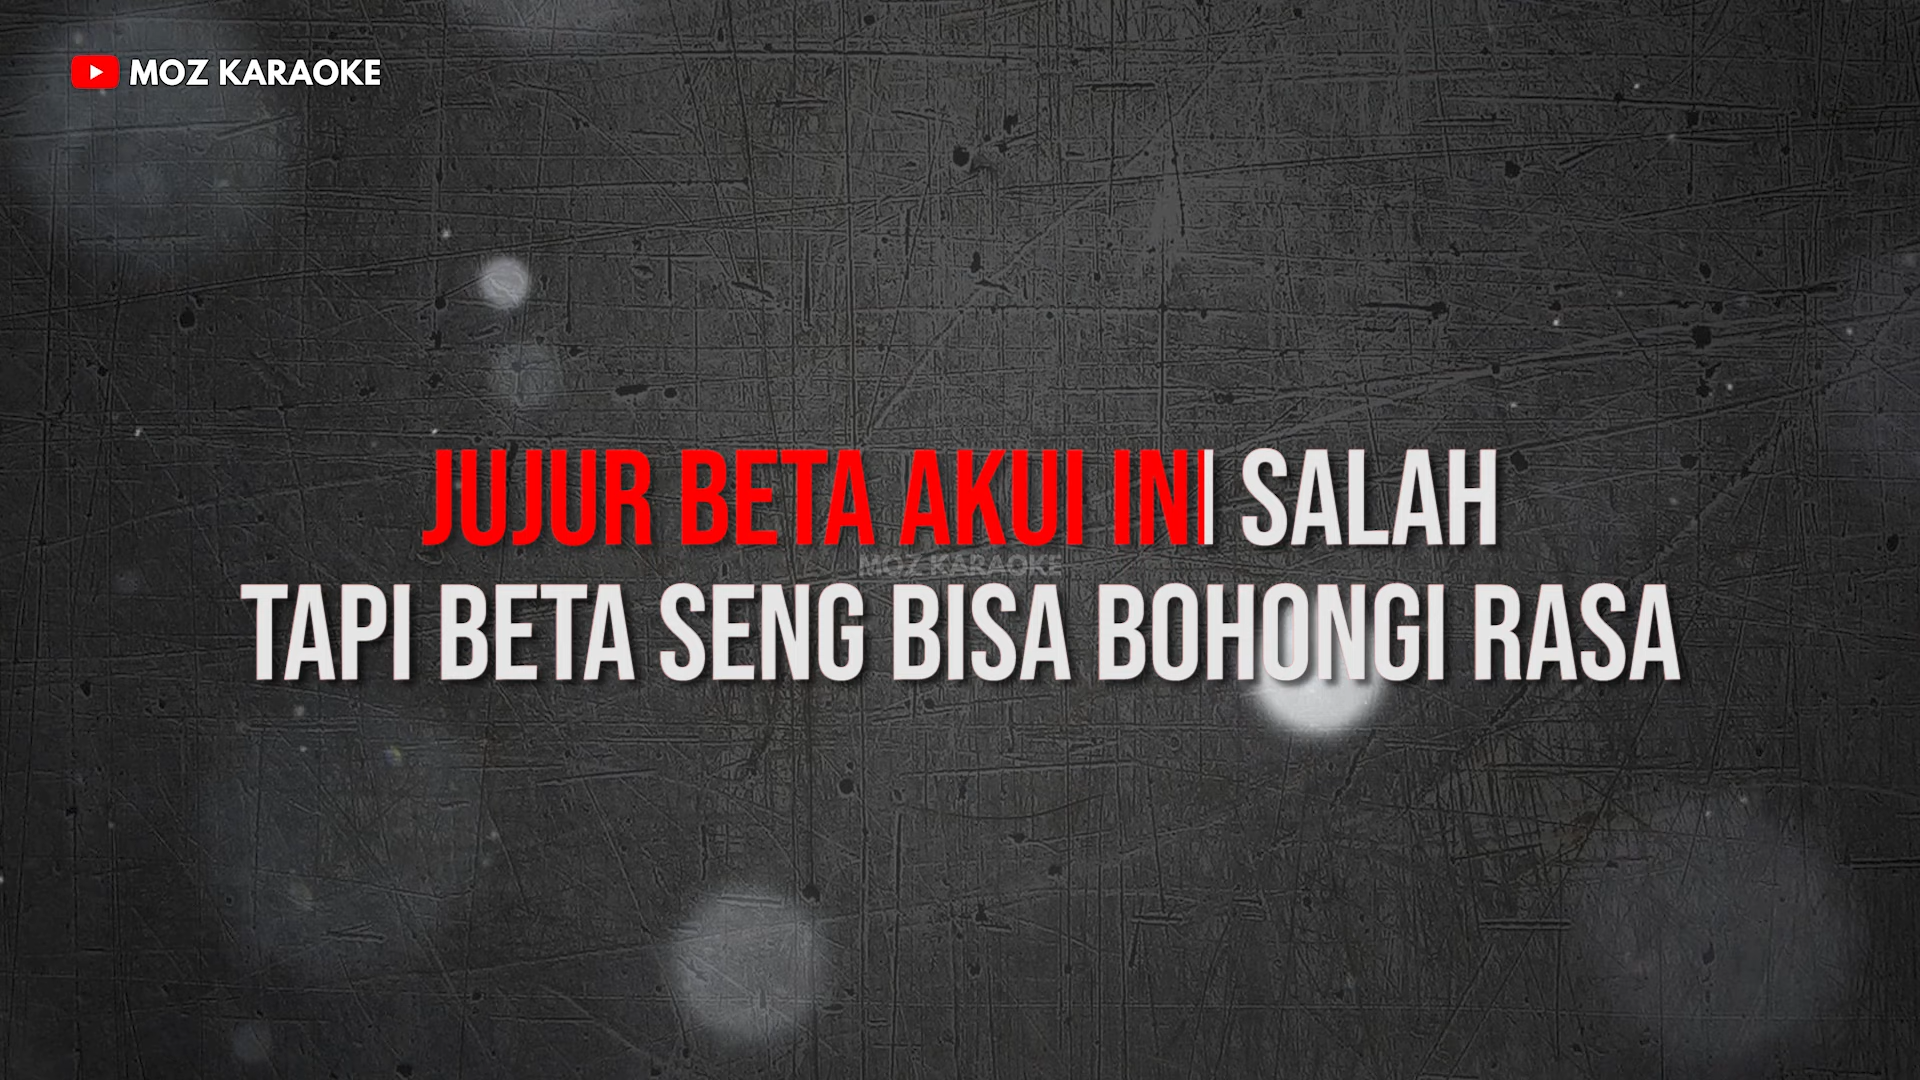 MOZ KARAOKE
JUJUR BETA AKUI INI SALAH
MOZ KARAOKE
TAPI BETA SENG BISA BOHONGI RASA